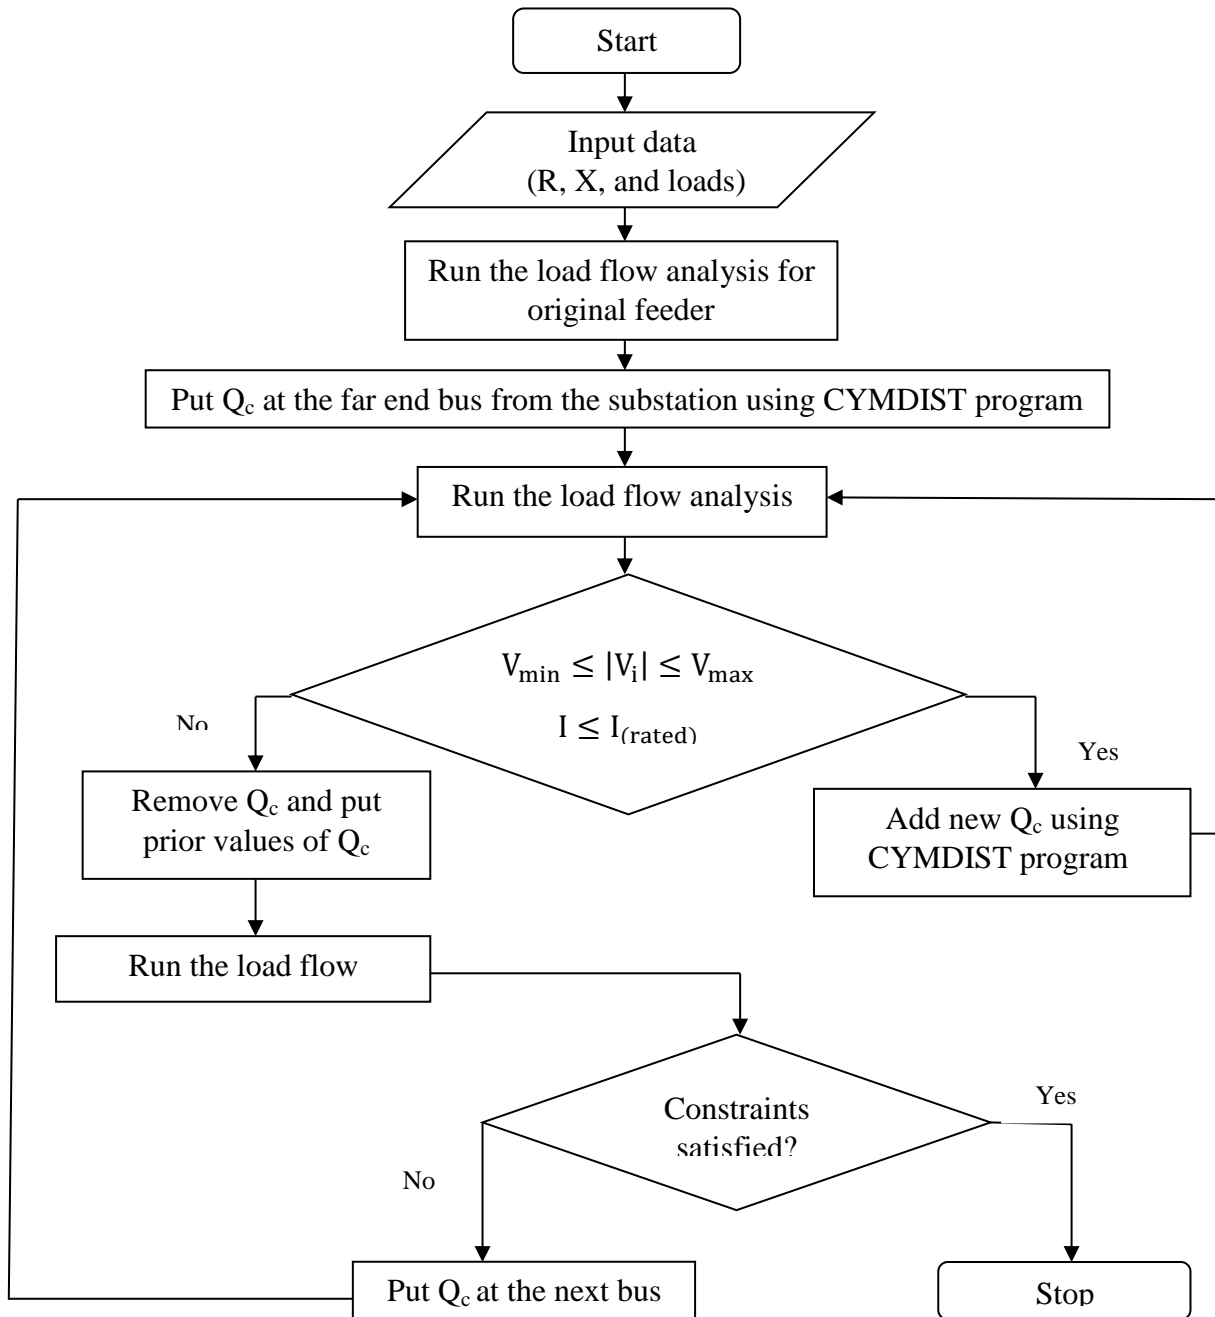 Start
Input data
(R, X, and loads)
Run the load flow analysis for
original feeder
Put Qc at the far end bus from the substation using CYMDIST program
Run the load flow analysis
Vmin ≤ |Vi| ≤ Vmax
I ≤ I(rated)
No
Yes
Remove Qc and put
prior values of Qc
Add new Qc using
CYMDIST program
Run the load flow
Constraints
satisfied?
Yes
No
Put Qc at the next bus
Stop